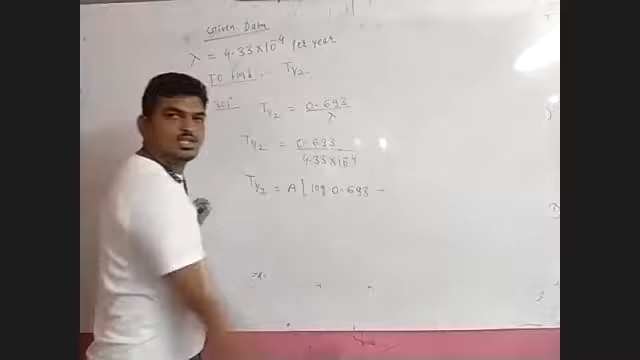 Given Data
λ = 4.33×10⁻⁴ per year
To find :- T½
Solⁿ T½ = 0.693 / λ
T½ = 0.693 / 4.33×10⁻⁴
T½ = A [log 0.693 -